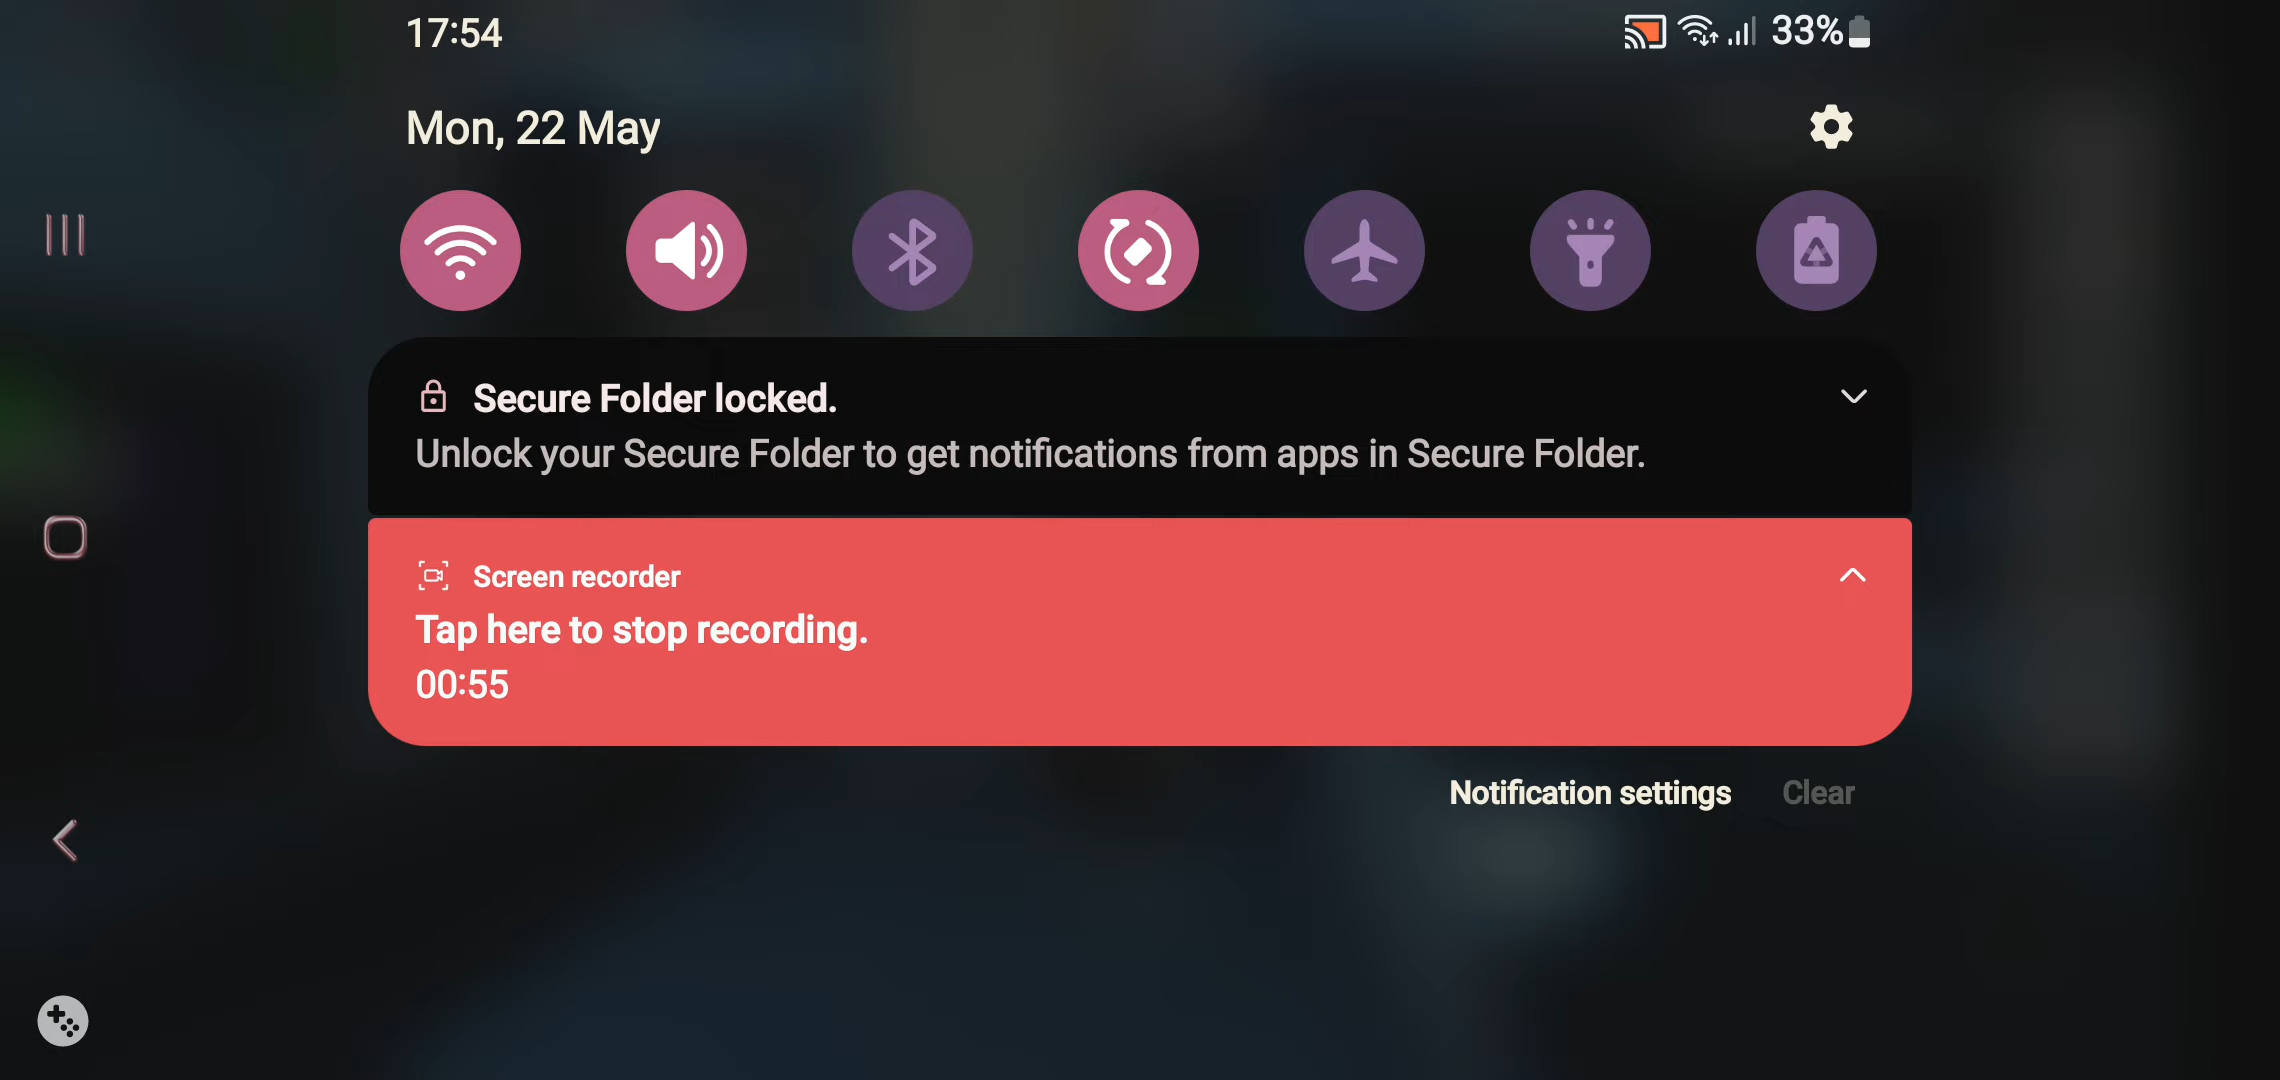 17:54
33%
Mon, 22 May
Secure Folder locked.
Unlock your Secure Folder to get notifications from apps in Secure Folder.
Screen recorder
Tap here to stop recording.
00:55
Notification settings
Clear